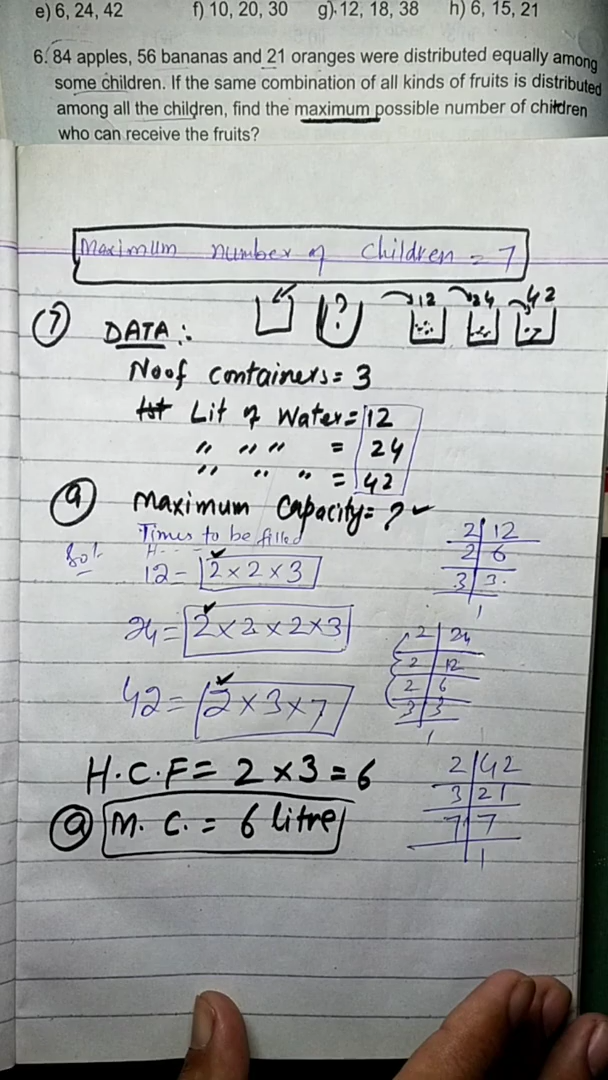 e) 6, 24, 42 f) 10, 20, 30 g) 12, 18, 38 h) 6, 15, 21
6. 84 apples, 56 bananas and 21 oranges were distributed equally among
some children. If the same combination of all kinds of fruits is distributed
among all the children, find the maximum possible number of children
who can receive the fruits?
Maximum number of children = 7
? 12 24 42
7 DATA:
No of containers = 3
Lit of Water = 12
" " " = 24
" " " = 42
a Maximum Capacity = ?
Times to be filled
Sol.
12 = 2 x 2 x 3
2 12
2 6
3 3
1
24 = 2 x 2 x 2 x 3
2 24
2 12
2 6
3 3
1
42 = 2 x 3 x 7
H.C.F = 2 x 3 = 6
2 42
3 21
7 7
1
a M. C. = 6 litre